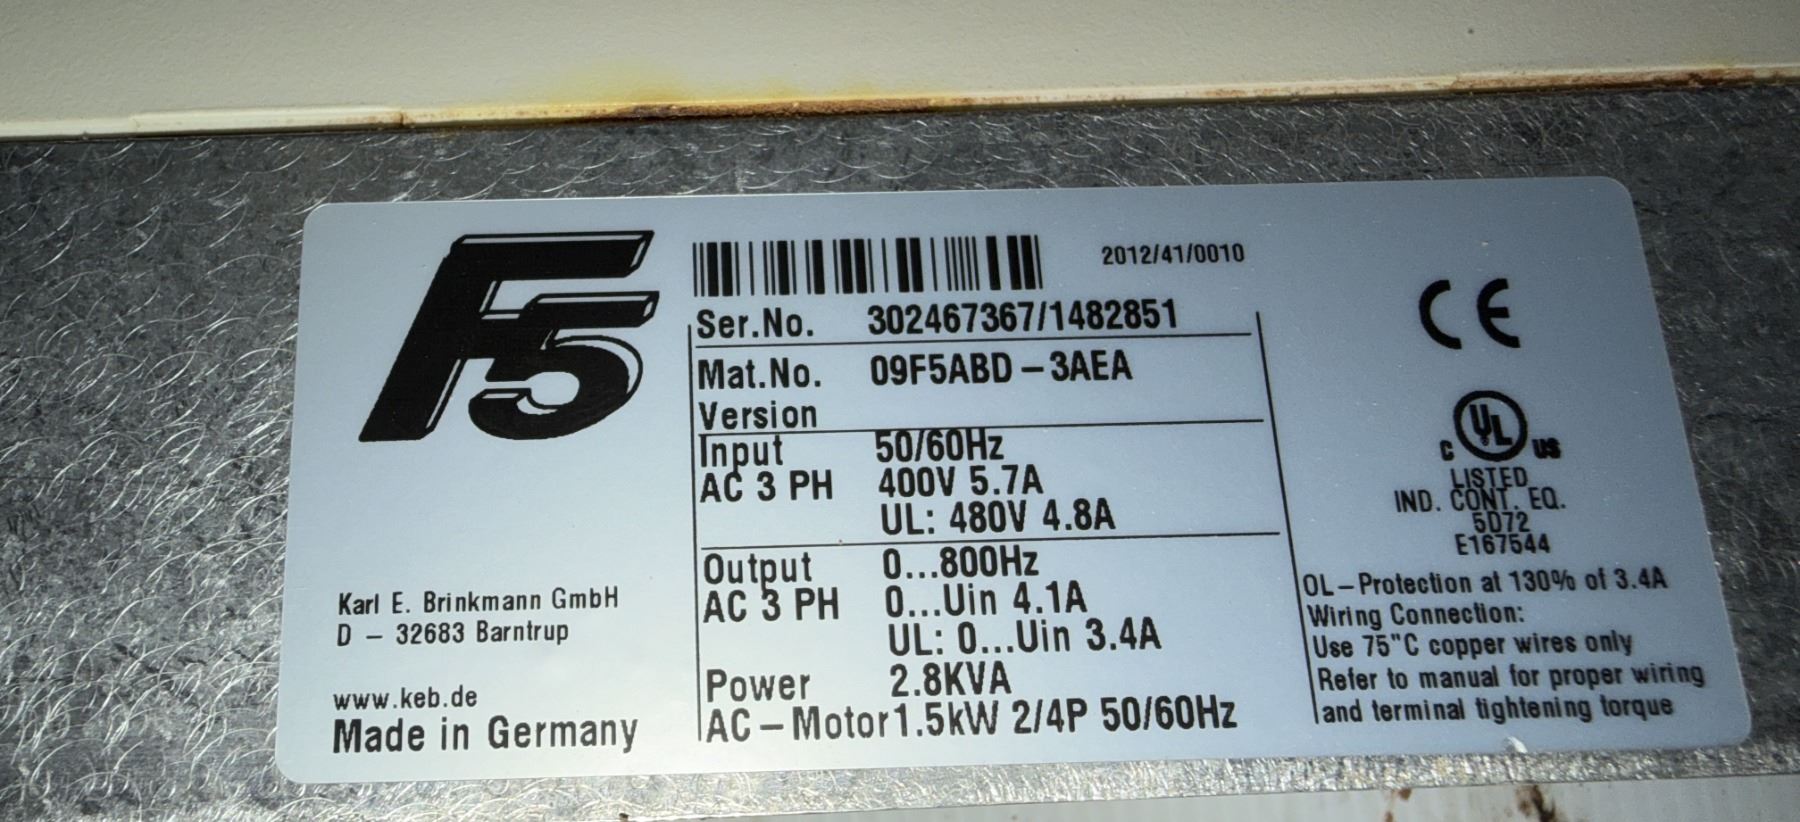 F5
2012/41/0010
Ser.No. 302467367/1482851
Mat.No. 09F5ABD-3AEA
Version
Input 50/60Hz
AC 3 PH 400V 5.7A
UL: 480V 4.8A
Output 0...800Hz
AC 3 PH 0...Uin 4.1A
UL: 0...Uin 3.4A
Power 2.8KVA
AC-Motor 1.5kW 2/4P 50/60Hz
Karl E. Brinkmann GmbH
D - 32683 Barntrup
www.keb.de
Made in Germany
CE
C UL US
LISTED
IND. CONT. EQ.
5D72
E167544
OL-Protection at 130% of 3.4A
Wiring Connection:
Use 75"C copper wires only
Refer to manual for proper wiring
and terminal tightening torque